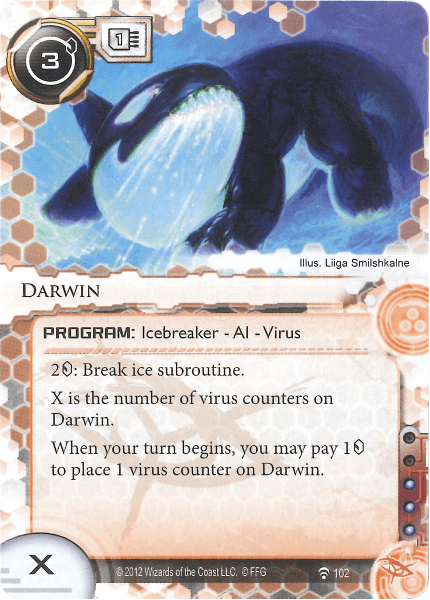 3
1
Illus. Liiga Smilshkalne
DARWIN
PROGRAM: Icebreaker - AI - Virus
2: Break ice subroutine.
X is the number of virus counters on
Darwin.
When your turn begins, you may pay 1
to place 1 virus counter on Darwin.
X
© 2012 Wizards of the Coast LLC. © FFG
102